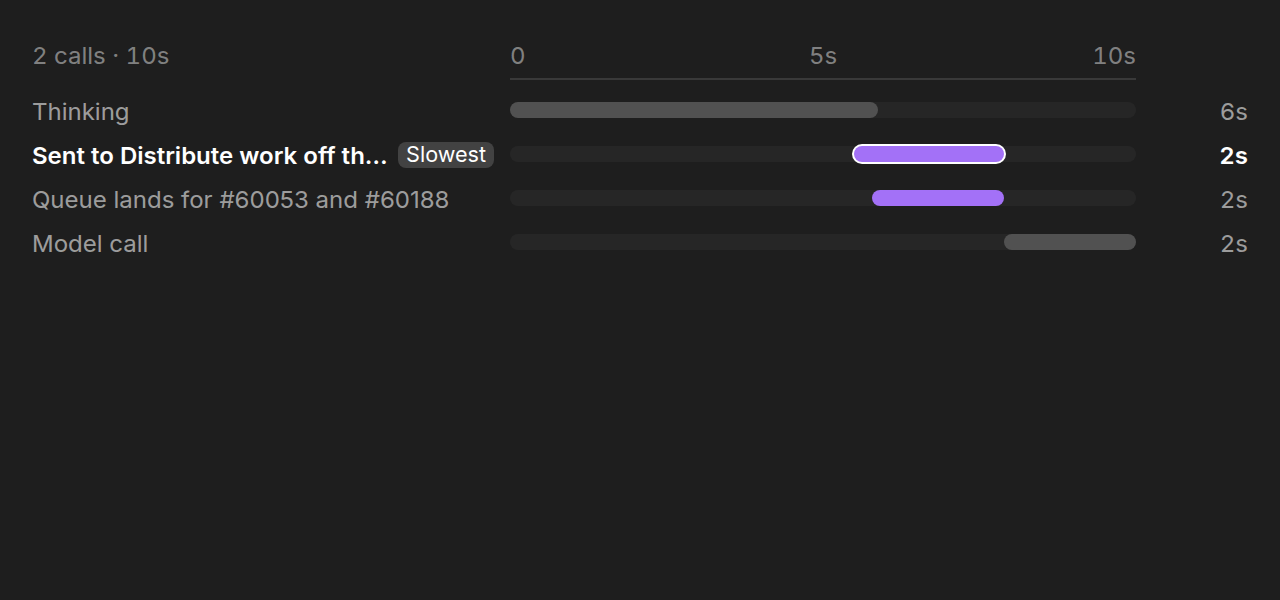 2 calls · 10s 0 5s 10s
Thinking 6s
Sent to Distribute work off th… Slowest 2s
Queue lands for #60053 and #60188 2s
Model call 2s